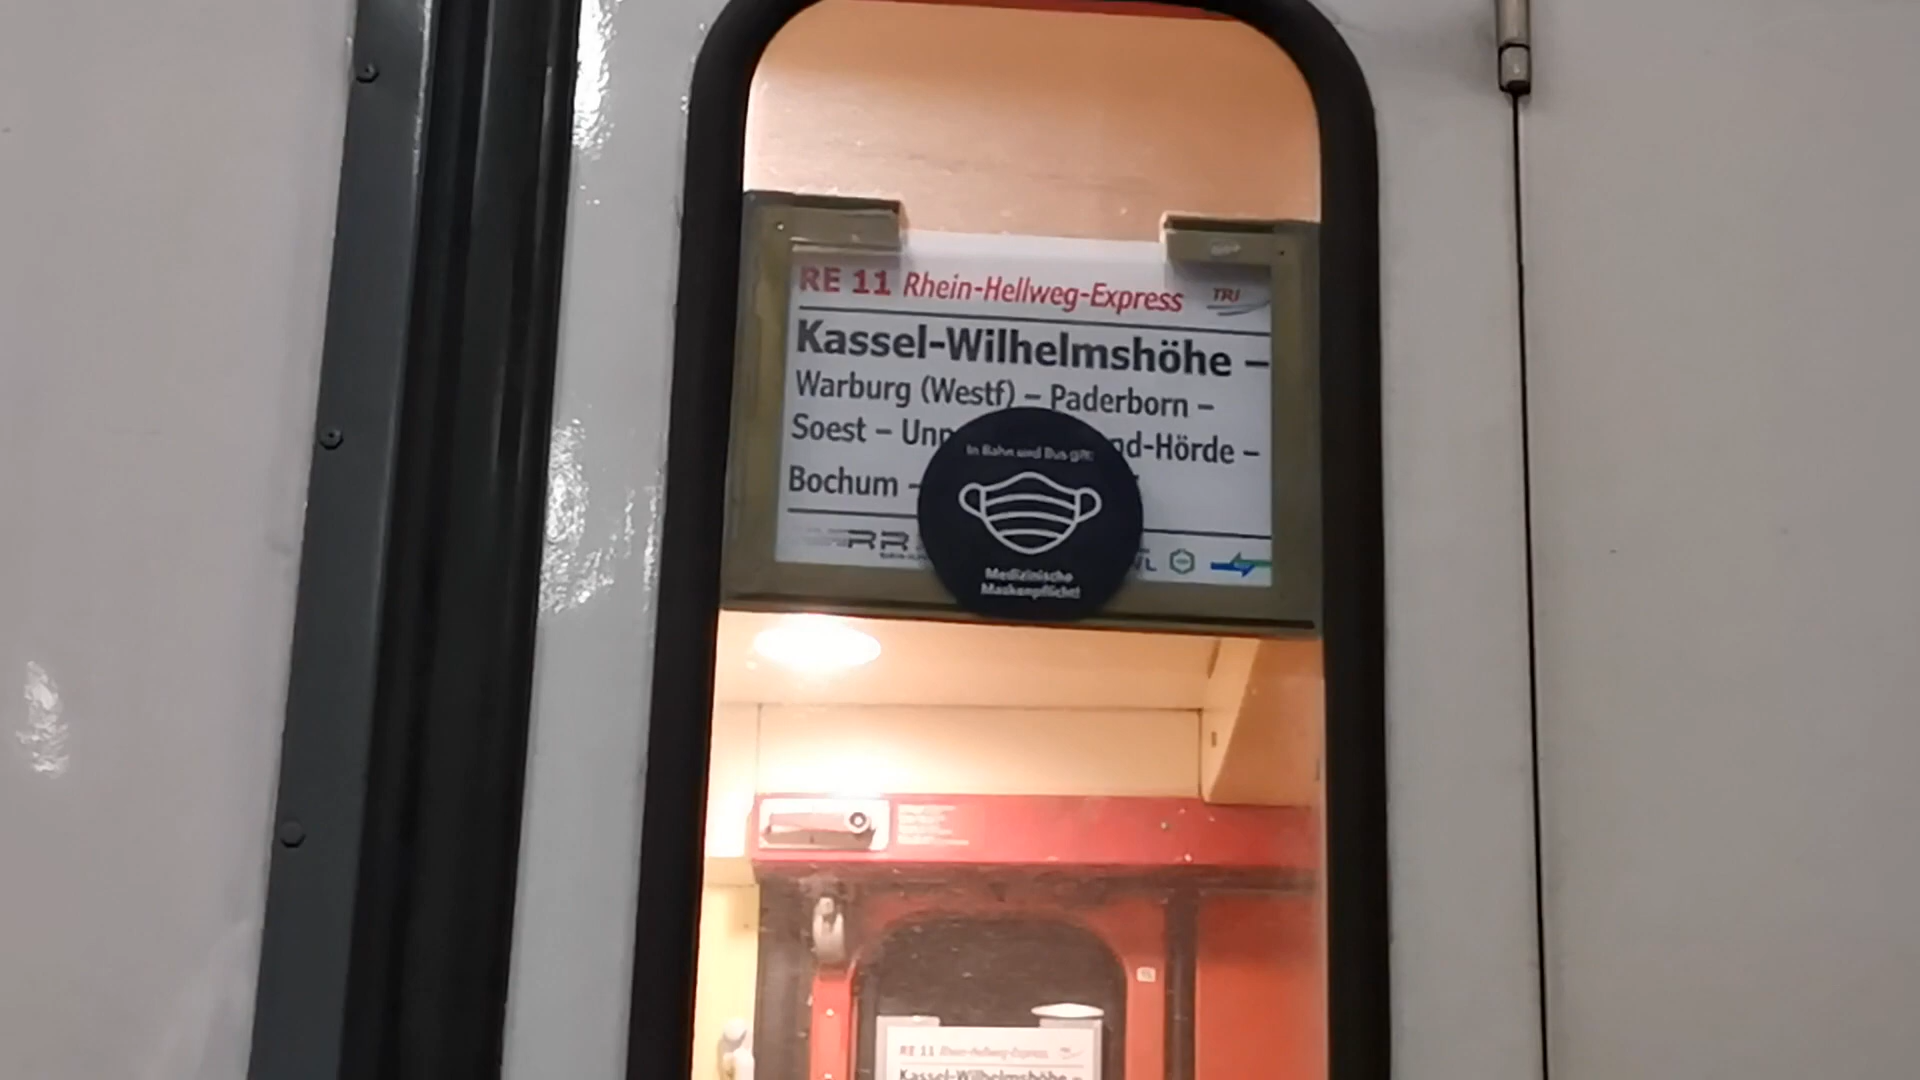 RE 11 Rhein-Hellweg-Express TRI
Kassel-Wilhelmshöhe –
Warburg (Westf) – Paderborn –
Soest – Unn nd-Hörde –
Bochum –
In Bahn und Bus gilt:
Medizinische
Maskenpflicht!
RR
RE 11 Rhein-Hellweg-Express
Kassel-Wilhelmshöhe –